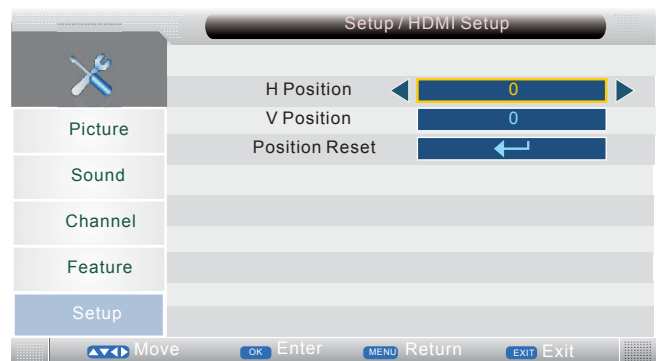 Setup / HDMI Setup
H Position 0
V Position 0
Position Reset
Picture
Sound
Channel
Feature
Setup
Move OK Enter MENU Return EXIT Exit